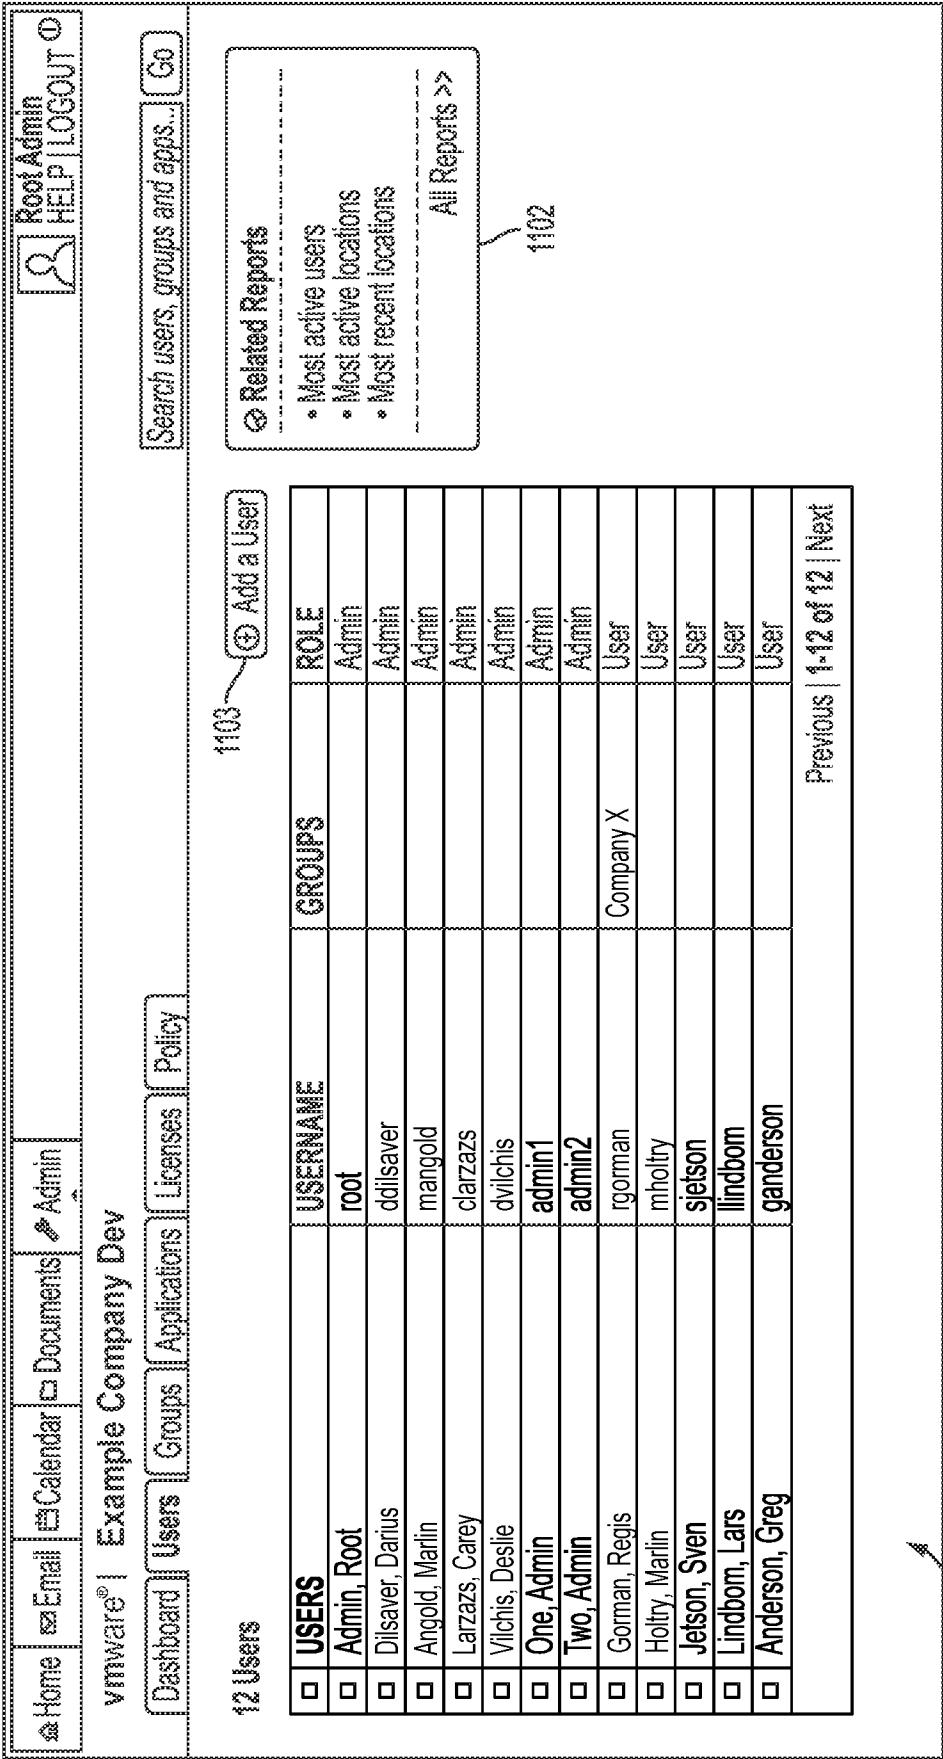 Home Email Calendar Documents Admin Root Admin
HELP | LOGOUT
vmware® | Example Company Dev
Dashboard Users Groups Applications Licenses Policy Search users, groups and apps... Go
12 Users
1103
Add a User
USERS USERNAME GROUPS ROLE
Admin, Root root Admin
Dilsaver, Darius ddilsaver Admin
Angold, Marlin mangold Admin
Larzazs, Carey clarzazs Admin
Vilchis, Deslie dvilchis Admin
One, Admin admin1 Admin
Two, Admin admin2 Admin
Gorman, Regis rgorman Company X User
Holtry, Marlin mholtry User
Jetson, Sven sjetson User
Lindbom, Lars llindbom User
Anderson, Greg ganderson User
Previous | 1-12 of 12 | Next
Related Reports
• Most active users
• Most active locations
• Most recent locations
All Reports >>
1102